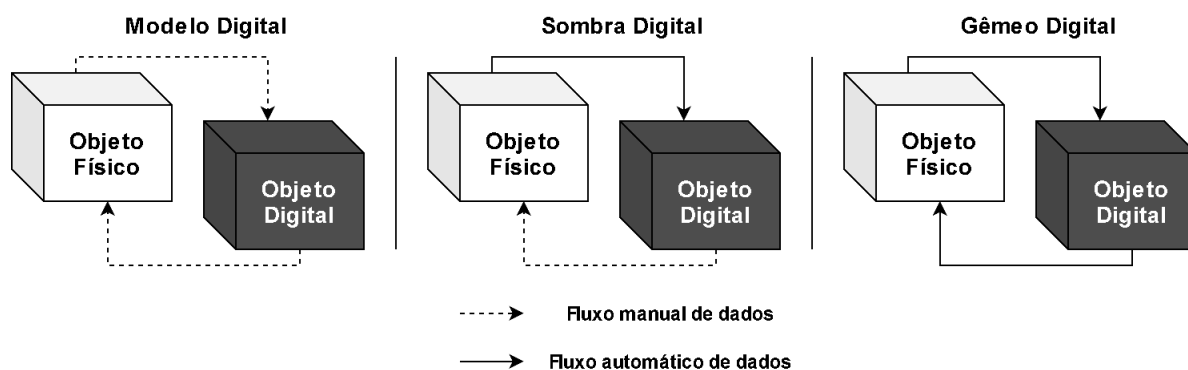 Modelo Digital
Objeto
Físico
Objeto
Digital
Sombra Digital
Objeto
Físico
Objeto
Digital
Gêmeo Digital
Objeto
Físico
Objeto
Digital
Fluxo manual de dados
Fluxo automático de dados